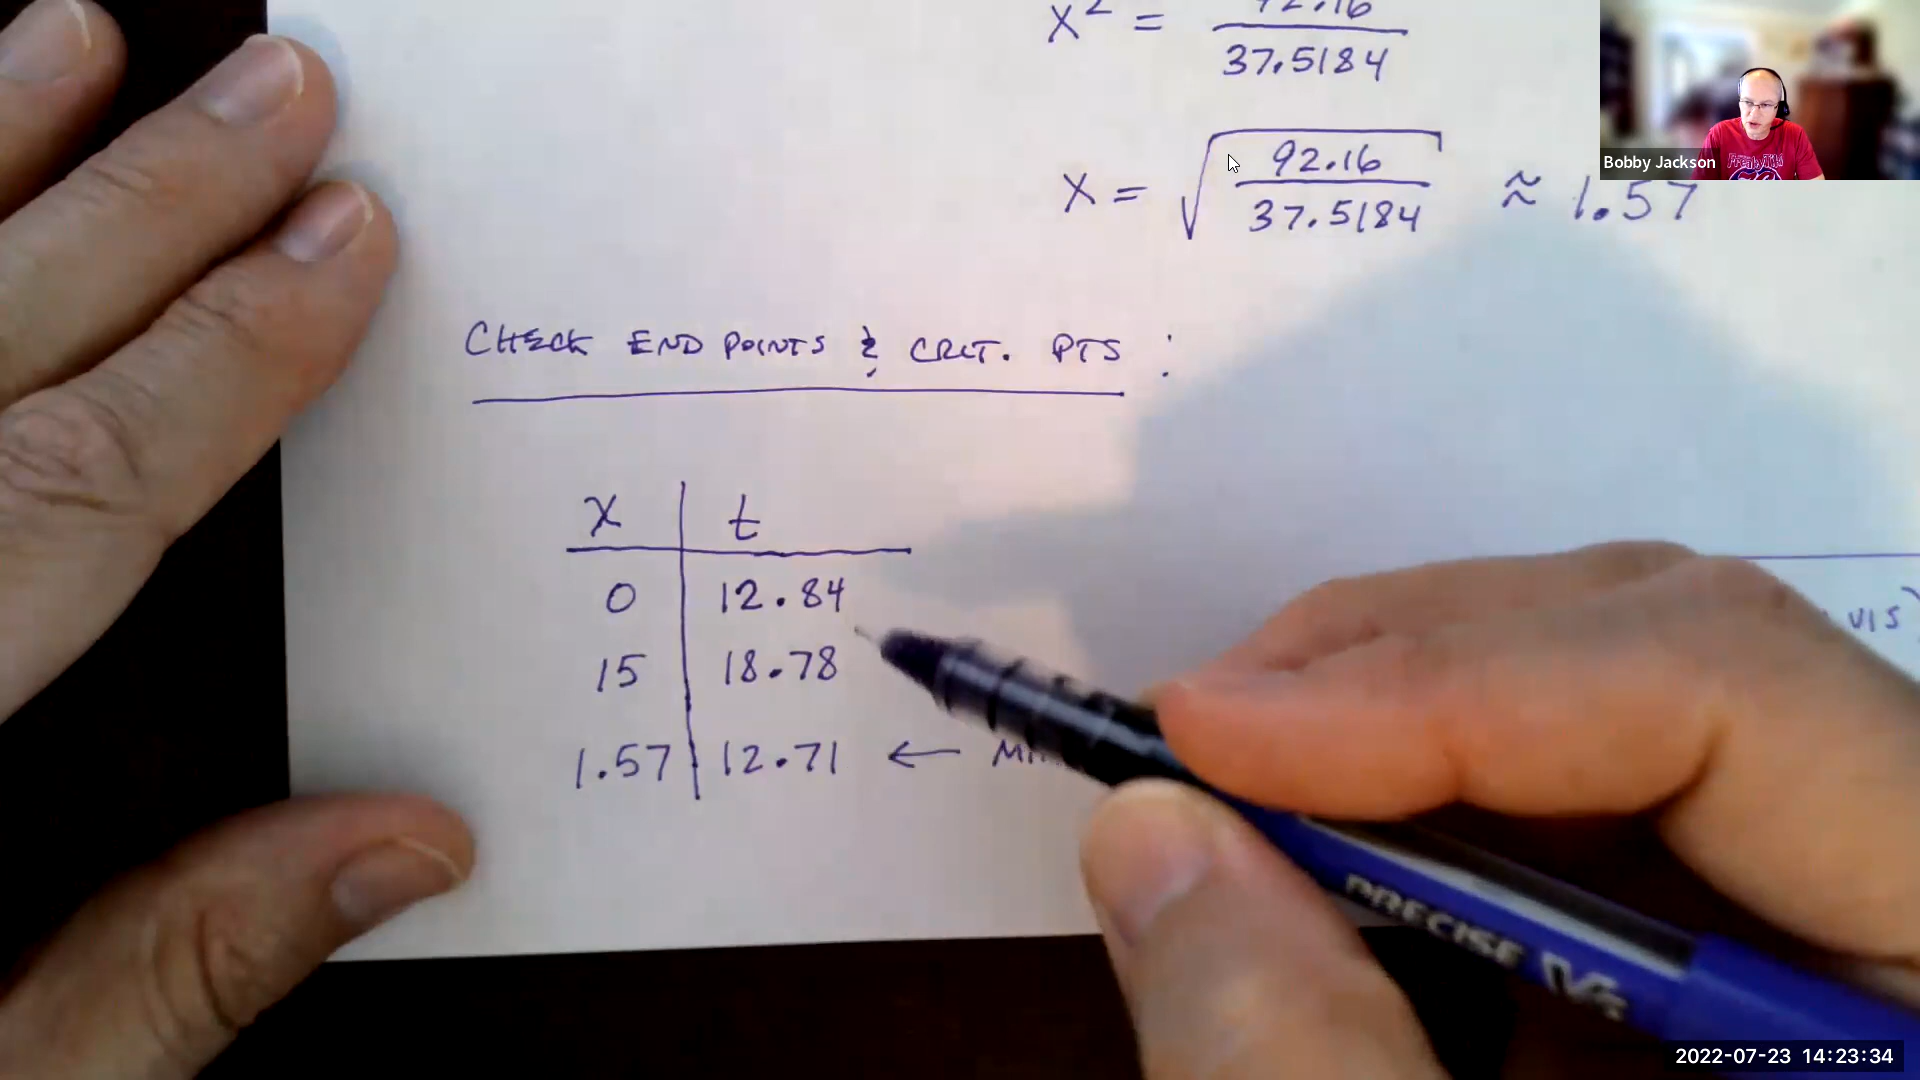 x² = 92.16 / 37.5184
x = √(92.16 / 37.5184) ≈ 1.57
Bobby Jackson
CHECK END POINTS & CRIT. PTS :
x | t
0 | 12.84
15 | 18.78
1.57 | 12.71 ←
VIS)
PRECISE V5
2022-07-23 14:23:34